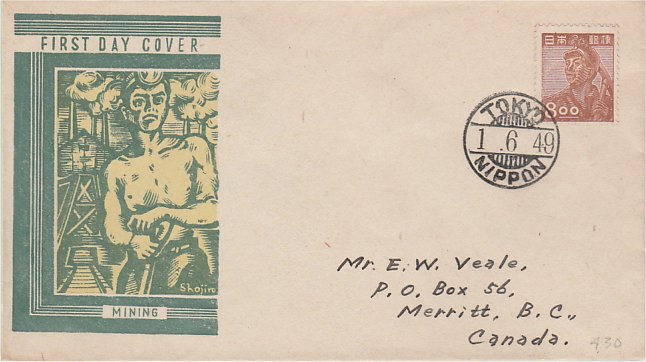 FIRST DAY COVER
Shojiro
MINING
日本郵便
8.00
TOKYO
1.6 49
NIPPON
Mr. E. W. Veale,
P. O. Box 56,
Merritt, B. C.,
Canada.
430